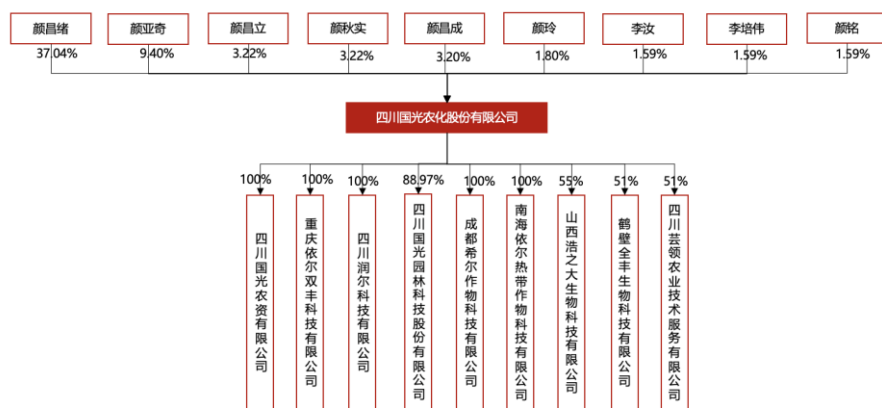 颜昌绪 颜亚奇 颜昌立 颜秋实 颜昌成 颜玲 李汝 李培伟 颜铭
37.04% 9.40% 3.22% 3.22% 3.20% 1.80% 1.59% 1.59% 1.59%
四川国光农化股份有限公司
100% 100% 100% 88.97% 100% 100% 55% 51% 51%
四川国光农资有限公司
重庆依尔双丰科技有限公司
四川润尔科技有限公司
四川国光园林科技股份有限公司
成都希尔作物科技有限公司
南海依尔热带作物科技有限公司
山西浩之大生物科技有限公司
鹤壁全丰生物科技有限公司
四川芸领农业技术服务有限公司